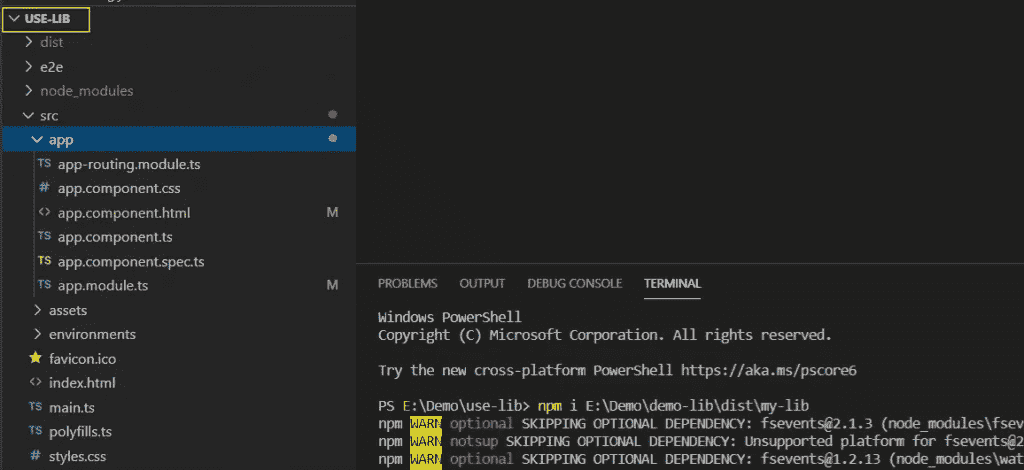 USE-LIB
dist
e2e
node_modules
src
app
TS app-routing.module.ts
# app.component.css
<> app.component.html M
TS app.component.ts
TS app.component.spec.ts
TS app.module.ts M
assets
environments
favicon.ico
<> index.html
TS main.ts
TS polyfills.ts
# styles.css
PROBLEMS OUTPUT DEBUG CONSOLE TERMINAL
Windows PowerShell
Copyright (C) Microsoft Corporation. All rights reserved.
Try the new cross-platform PowerShell https://aka.ms/pscore6
PS E:\Demo\use-lib> npm i E:\Demo\demo-lib\dist\my-lib
npm WARN optional SKIPPING OPTIONAL DEPENDENCY: fsevents@2.1.3 (node_modules\fsev
npm WARN notsup SKIPPING OPTIONAL DEPENDENCY: Unsupported platform for fsevents@2
npm WARN optional SKIPPING OPTIONAL DEPENDENCY: fsevents@1.2.13 (node_modules\wat